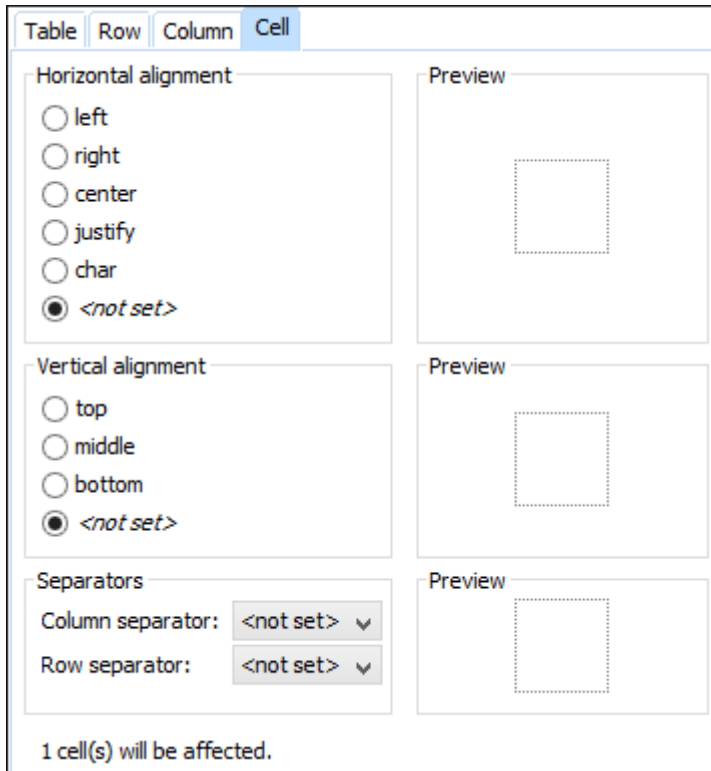 Table Row Column Cell
Horizontal alignment
left
right
center
justify
char
<not set>
Preview
Vertical alignment
top
middle
bottom
<not set>
Preview
Separators
Column separator: <not set>
Row separator: <not set>
Preview
1 cell(s) will be affected.